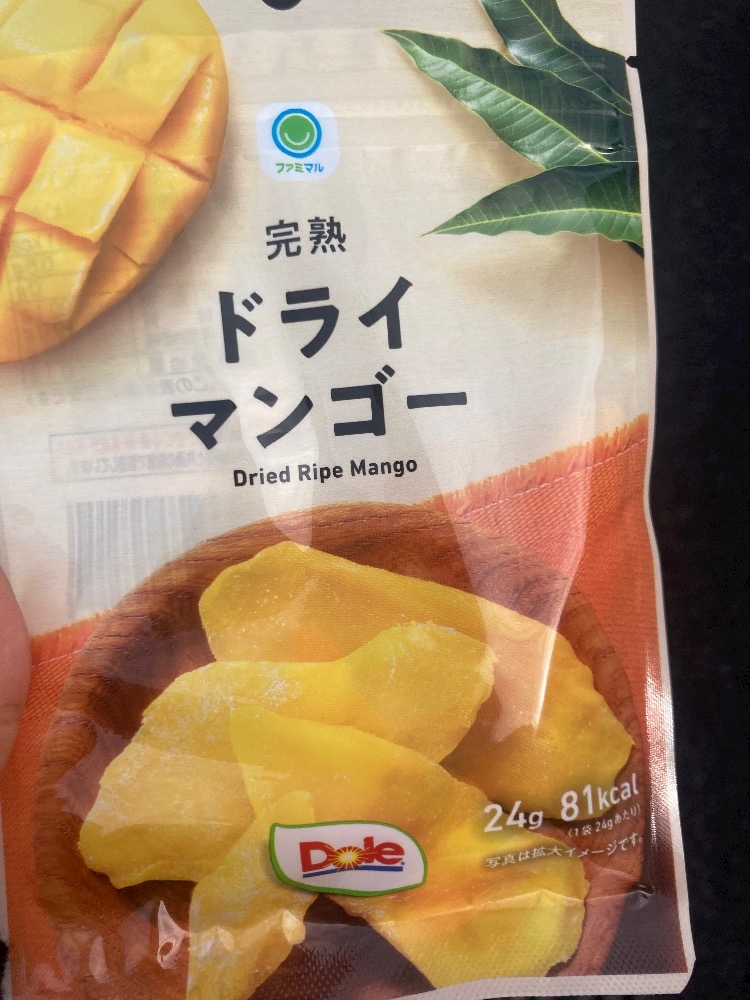 ファミマル
完熟
ドライ
マンゴー
Dried Ripe Mango
24g 81kcal
(1袋 24gあたり)
写真は拡大イメージです。
Dole